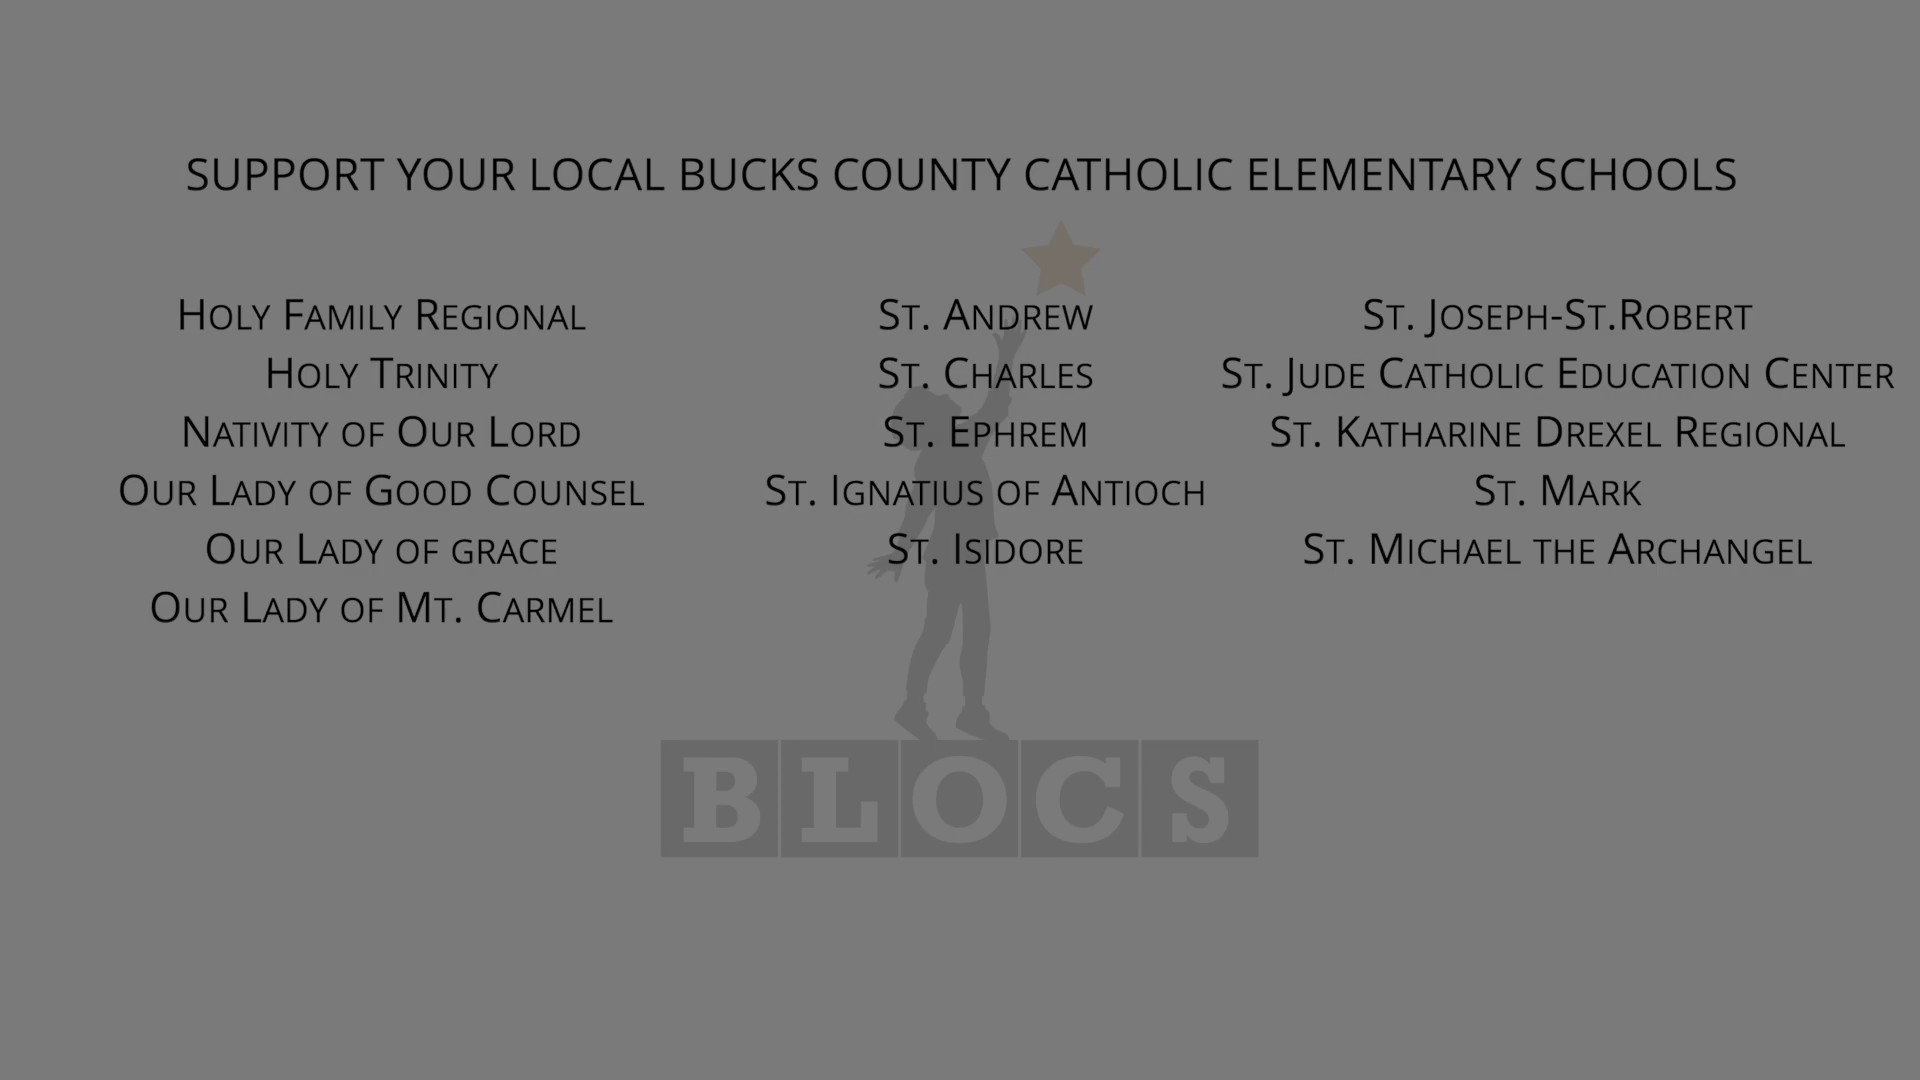 SUPPORT YOUR LOCAL BUCKS COUNTY CATHOLIC ELEMENTARY SCHOOLS
HOLY FAMILY REGIONAL
HOLY TRINITY
NATIVITY OF OUR LORD
OUR LADY OF GOOD COUNSEL
OUR LADY OF GRACE
OUR LADY OF MT. CARMEL
ST. ANDREW
ST. CHARLES
ST. EPHREM
ST. IGNATIUS OF ANTIOCH
ST. ISIDORE
ST. JOSEPH-ST.ROBERT
ST. JUDE CATHOLIC EDUCATION CENTER
ST. KATHARINE DREXEL REGIONAL
ST. MARK
ST. MICHAEL THE ARCHANGEL
BLOCS